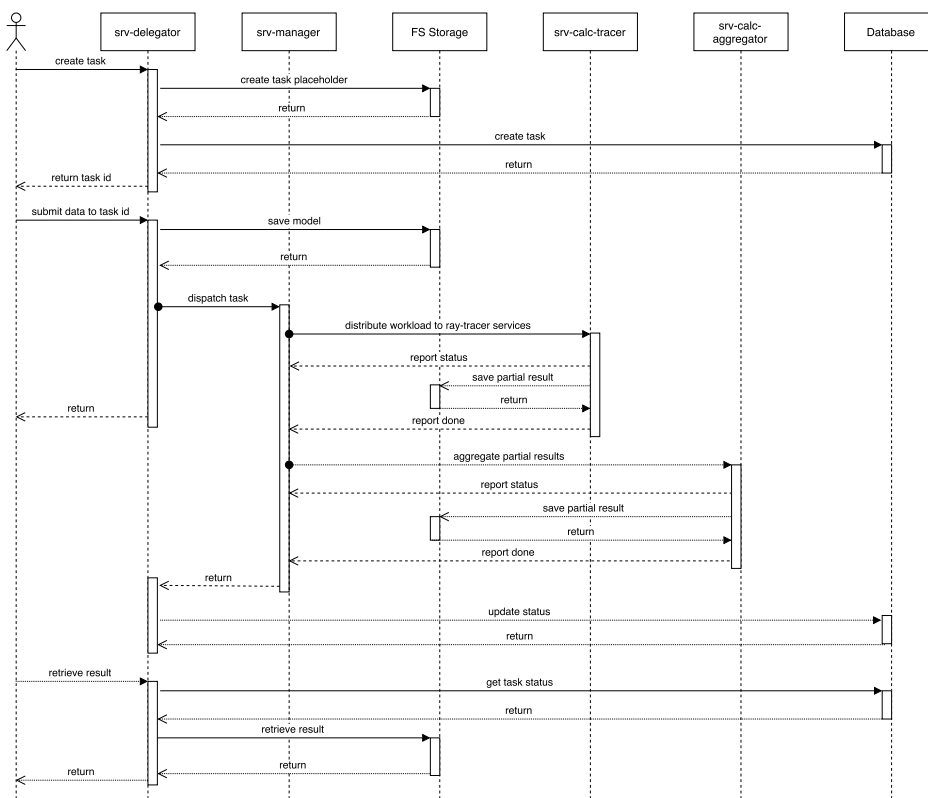 srv-delegator
srv-manager
FS Storage
srv-calc-tracer
srv-calc-
aggregator
Database
create task
create task placeholder
return
create task
return
return task id
submit data to task id
save model
return
dispatch task
distribute workload to ray-tracer services
report status
save partial result
return
return
report done
aggregate partial results
report status
save partial result
return
report done
return
update status
return
retrieve result
get task status
return
retrieve result
return
return